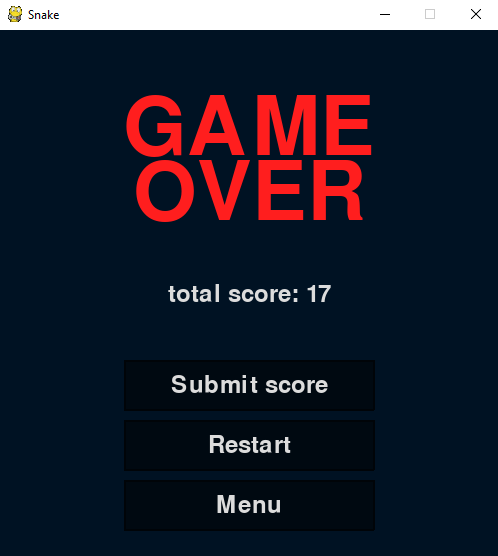 Snake
GAME
OVER
total score: 17
Submit score
Restart
Menu